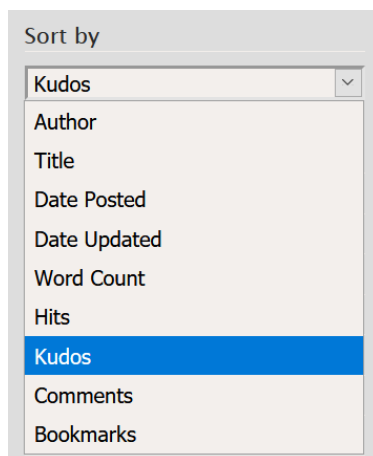 Sort by
Kudos
Author
Title
Date Posted
Date Updated
Word Count
Hits
Kudos
Comments
Bookmarks